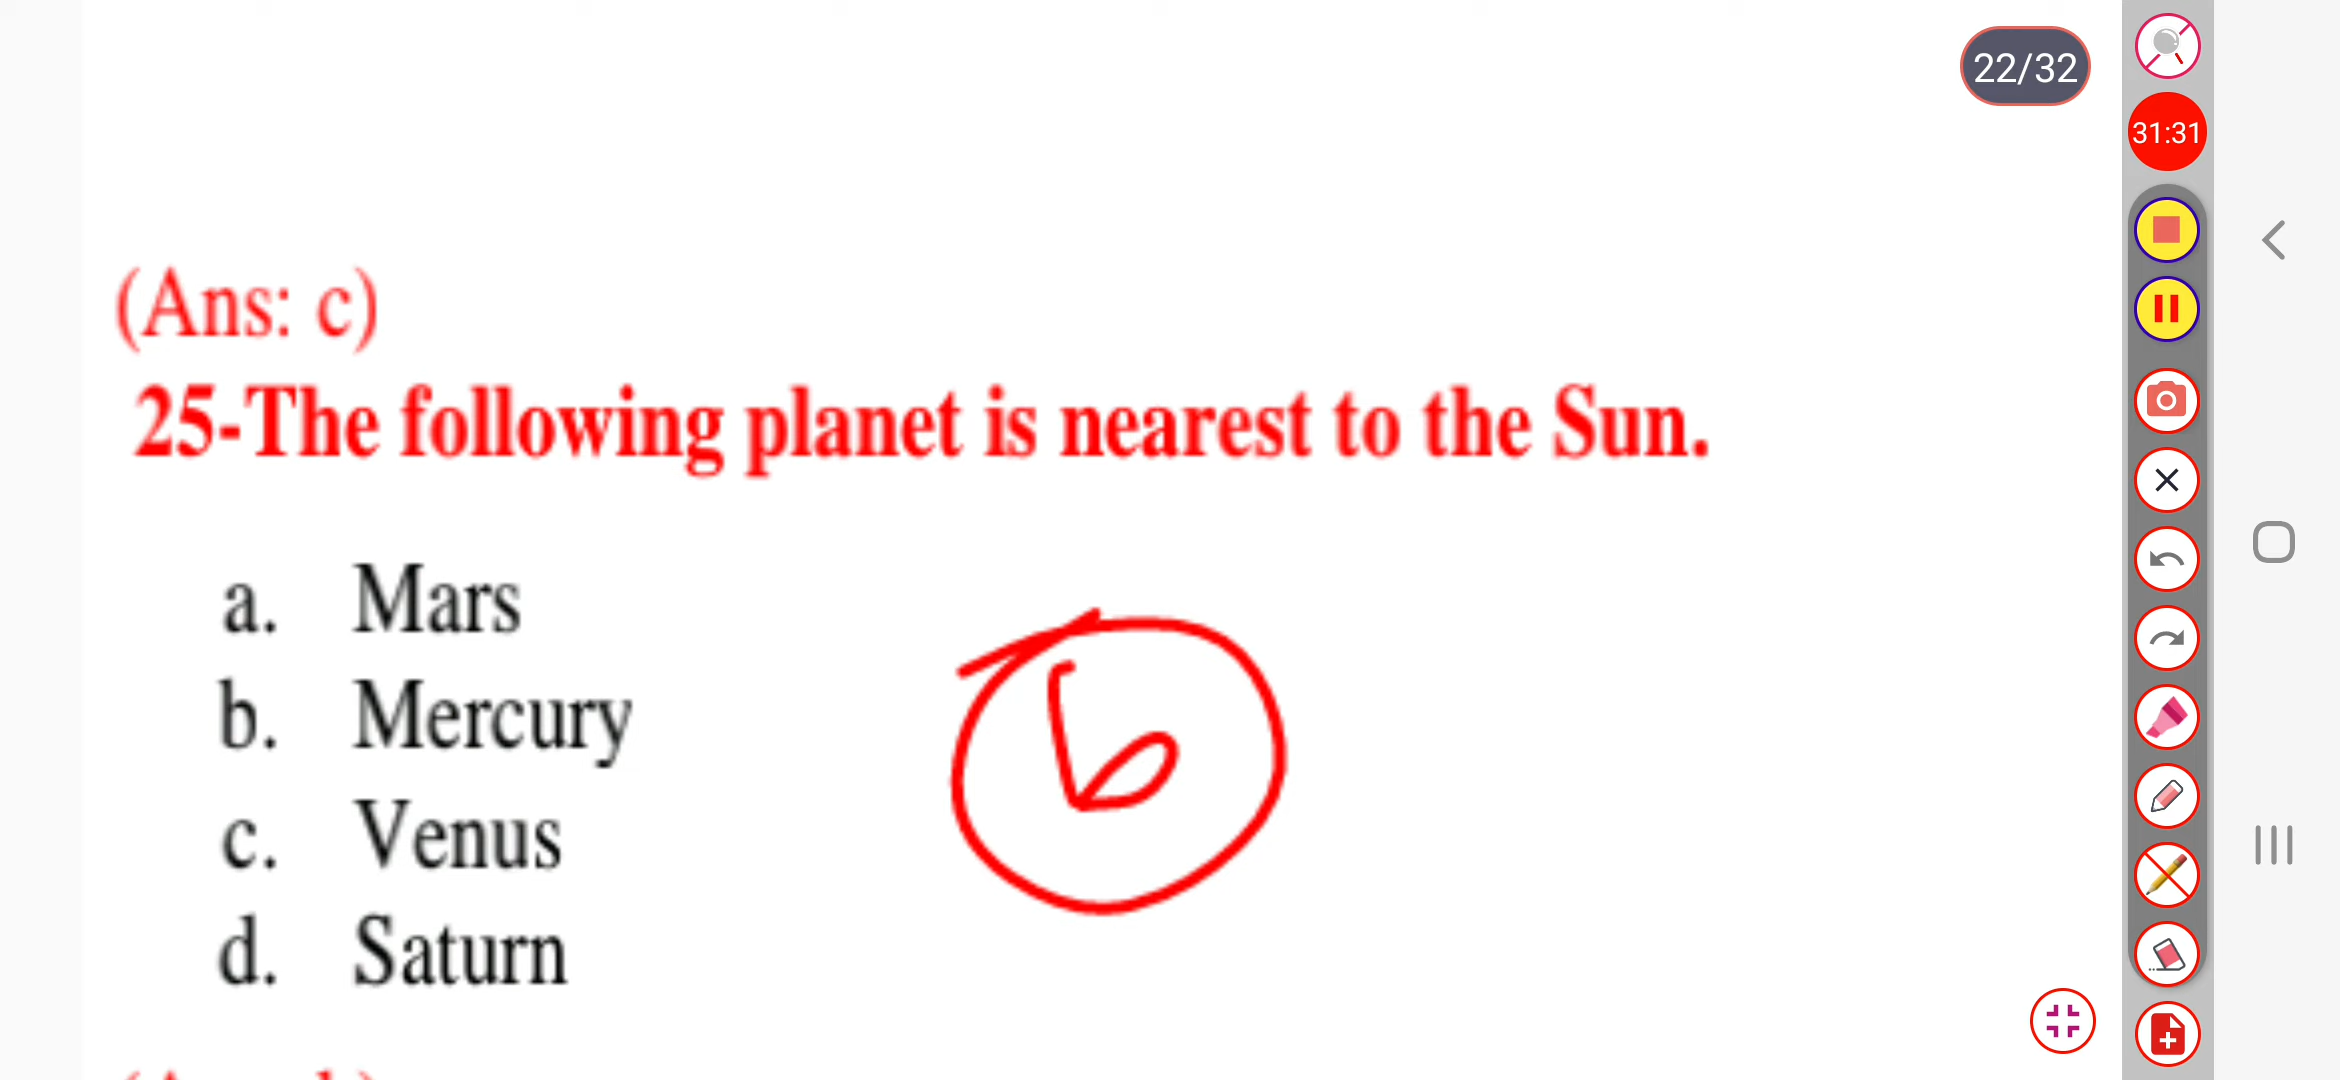 22/32
31:31
(Ans: c)
25-The following planet is nearest to the Sun.
a. Mars
b. Mercury
b
c. Venus
d. Saturn